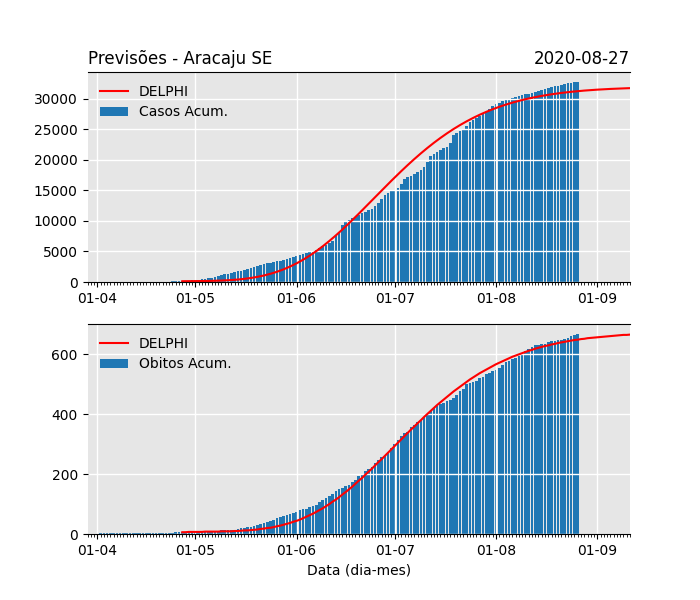 Previsões - Aracaju SE 2020-08-27
DELPHI
Casos Acum.
30000
25000
20000
15000
10000
5000
0
01-04 01-05 01-06 01-07 01-08 01-09
DELPHI
Obitos Acum.
600
400
200
0
01-04 01-05 01-06 01-07 01-08 01-09
Data (dia-mes)